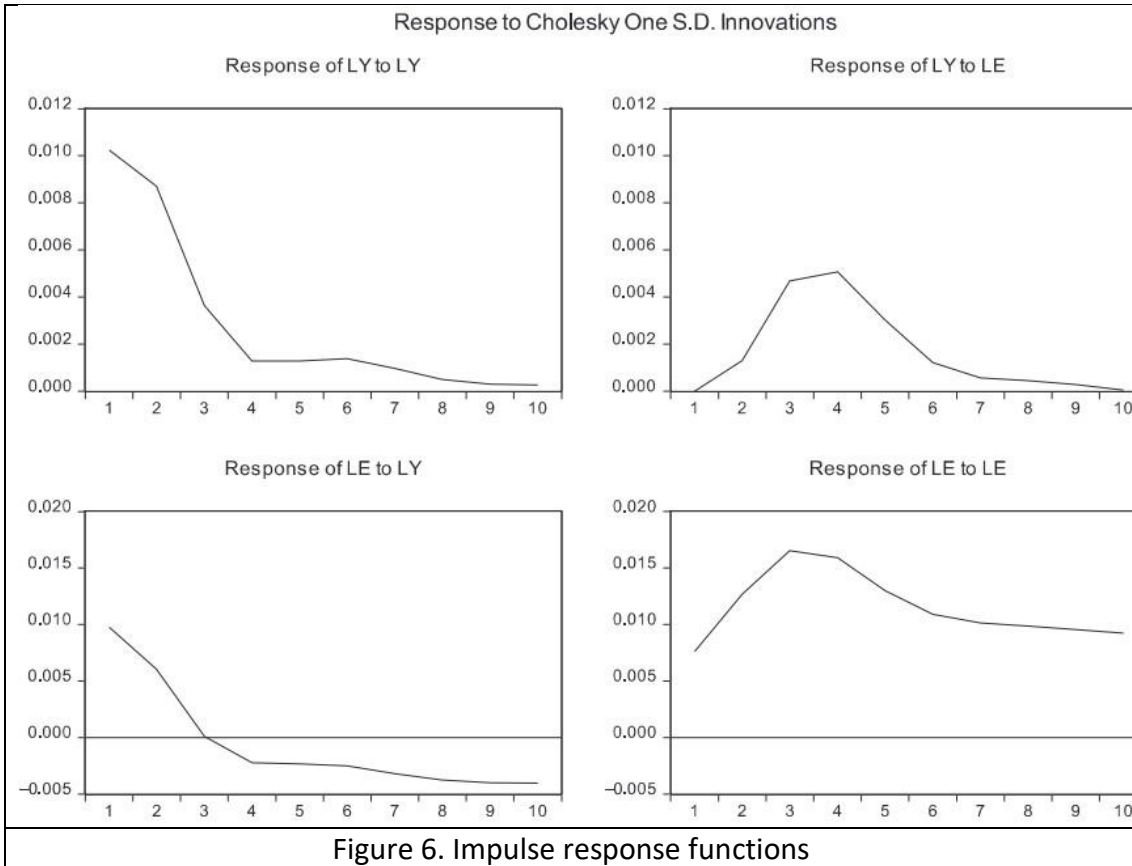 Response to Cholesky One S.D. Innovations
Response of LY to LY
0.012
0.010
0.008
0.006
0.004
0.002
0.000
1 2 3 4 5 6 7 8 9 10
Response of LY to LE
0.012
0.010
0.008
0.006
0.004
0.002
0.000
1 2 3 4 5 6 7 8 9 10
Response of LE to LY
0.020
0.015
0.010
0.005
0.000
–0.005
1 2 3 4 5 6 7 8 9 10
Response of LE to LE
0.020
0.015
0.010
0.005
0.000
–0.005
1 2 3 4 5 6 7 8 9 10
Figure 6. Impulse response functions